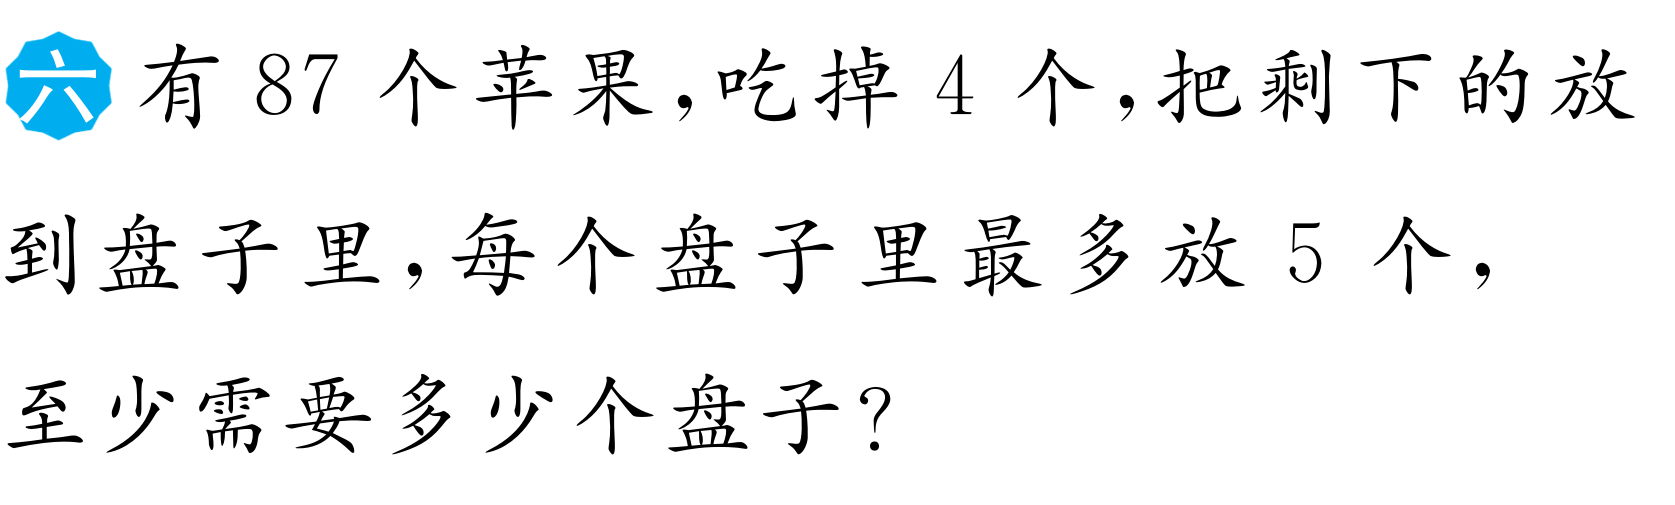 六 有 87 个苹果,吃掉 4 个,把剩下的放
到盘子里,每个盘子里最多放 5 个,
至少需要多少个盘子?